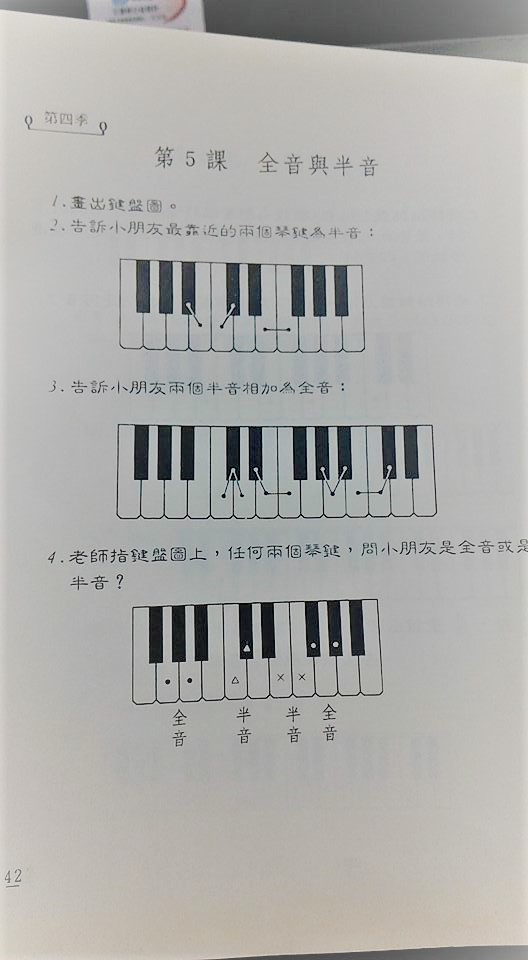 第四季
第5課 全音與半音
1.畫出鍵盤圖。
2.告訴小朋友最靠近的兩個琴鍵為半音：
3.告訴小朋友兩個半音相加為全音：
4.老師指鍵盤圖上，任何兩個琴鍵，問小朋友是全音或是
半音？
全音
半音
半音
全音
42